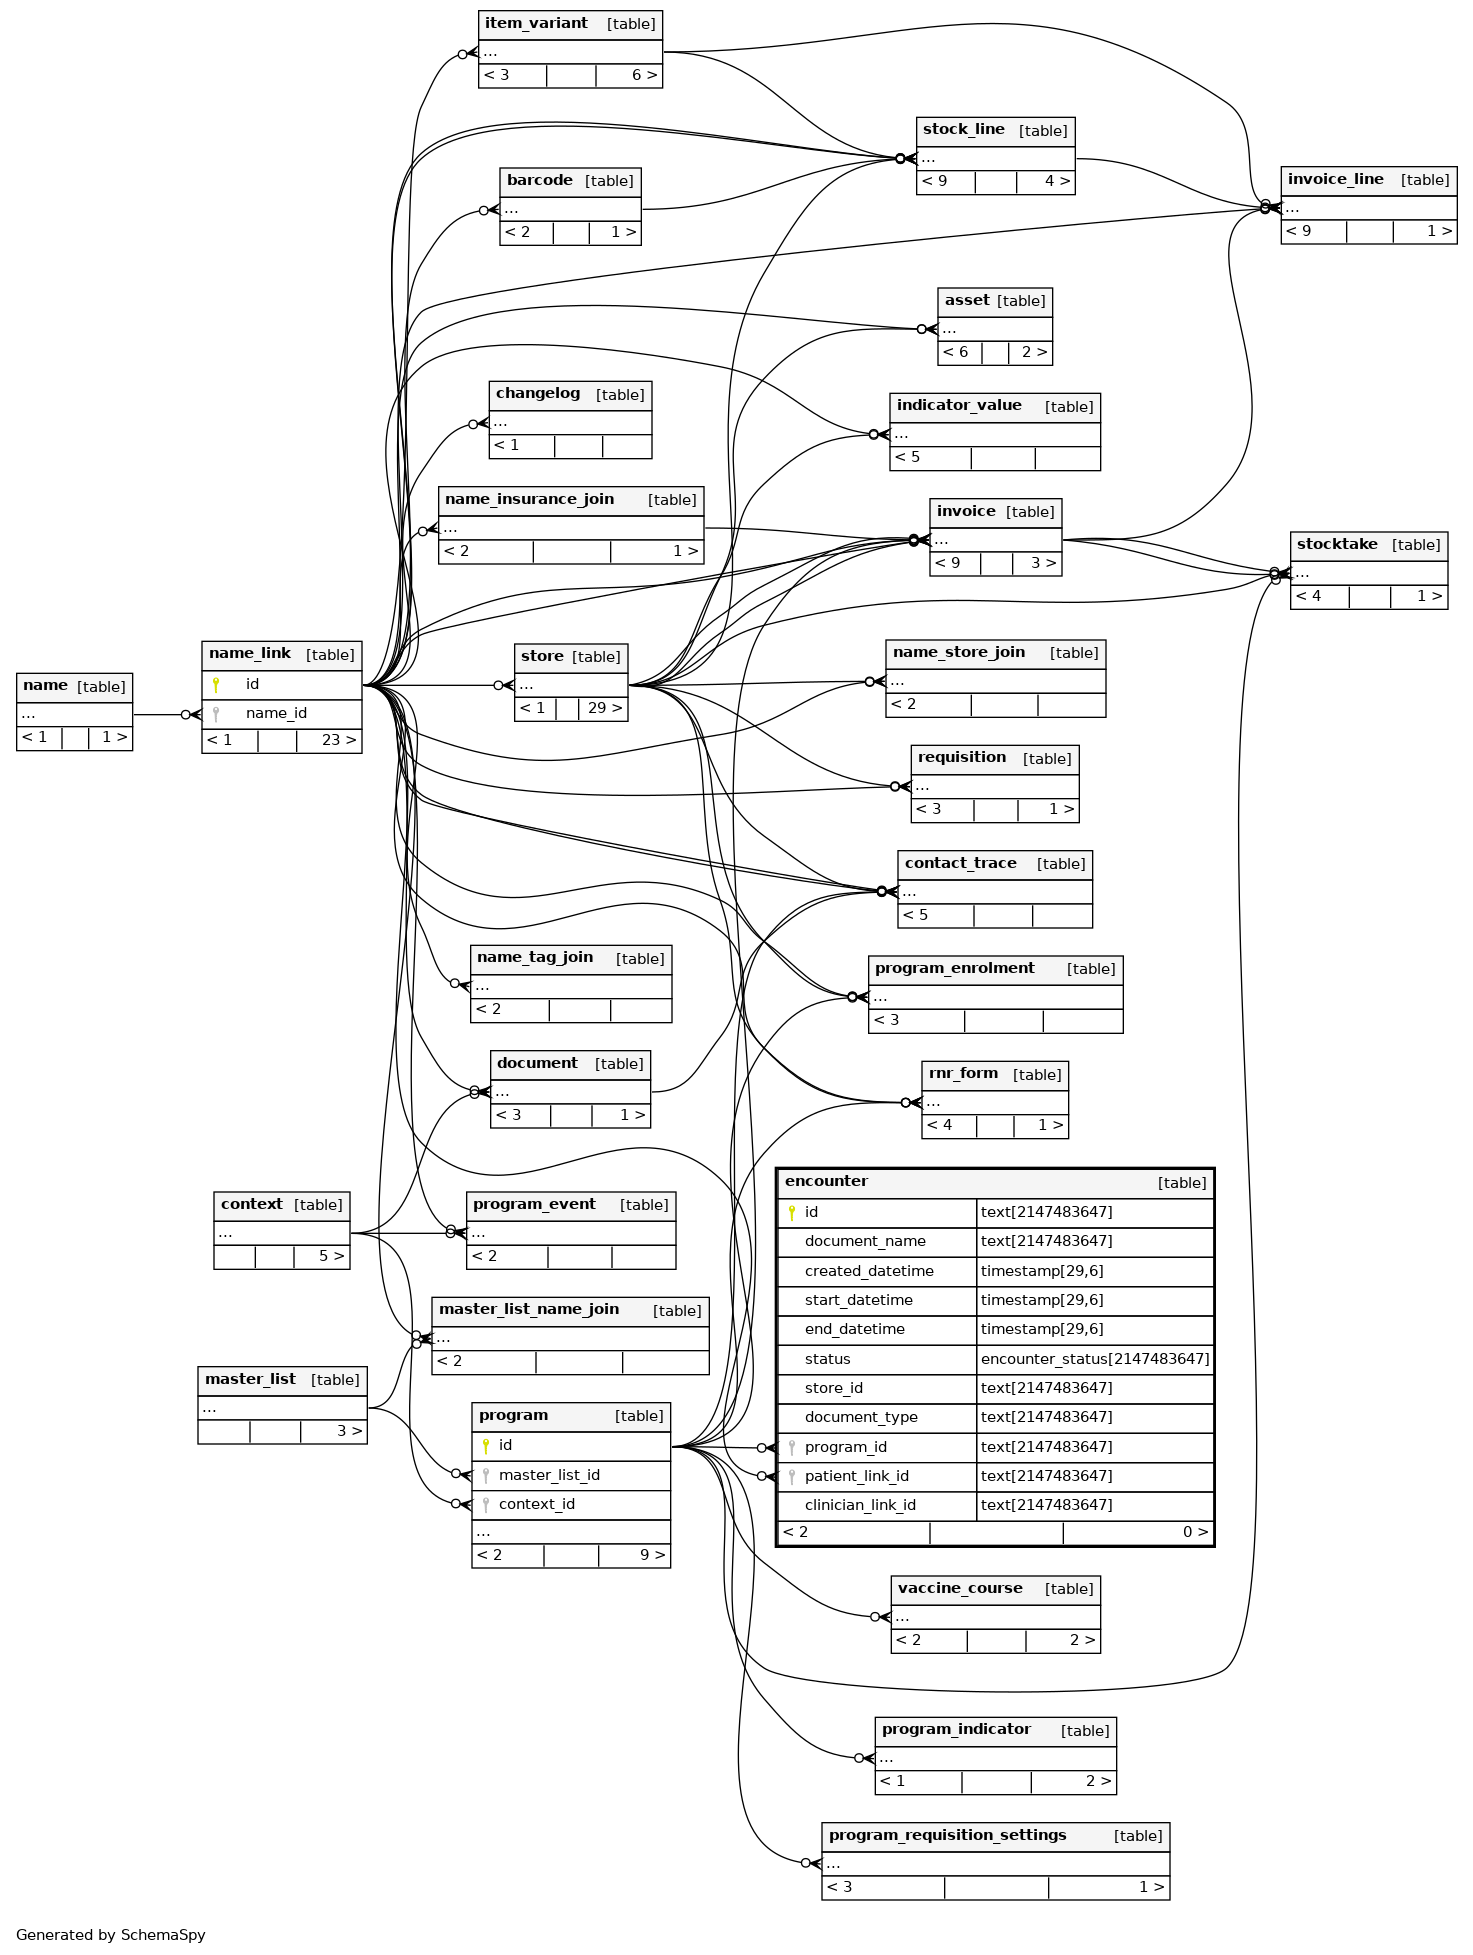 item_variant [table]
...
< 3 6 >
stock_line [table]
...
< 9 4 >
barcode [table]
...
< 2 1 >
invoice_line [table]
...
< 9 1 >
asset [table]
...
< 6 2 >
changelog [table]
...
< 1
indicator_value [table]
...
< 5
name_insurance_join [table]
...
< 2 1 >
invoice [table]
...
< 9 3 >
stocktake [table]
...
< 4 1 >
name [table]
...
< 1 1 >
name_link [table]
id
name_id
< 1 23 >
store [table]
...
< 1 29 >
name_store_join [table]
...
< 2
requisition [table]
...
< 3 1 >
contact_trace [table]
...
< 5
name_tag_join [table]
...
< 2
program_enrolment [table]
...
< 3
document [table]
...
< 3 1 >
rnr_form [table]
...
< 4 1 >
context [table]
...
5 >
program_event [table]
...
< 2
encounter [table]
id text[2147483647]
document_name text[2147483647]
created_datetime timestamp[29,6]
start_datetime timestamp[29,6]
end_datetime timestamp[29,6]
status encounter_status[2147483647]
store_id text[2147483647]
document_type text[2147483647]
program_id text[2147483647]
patient_link_id text[2147483647]
clinician_link_id text[2147483647]
< 2 0 >
master_list_name_join [table]
...
< 2
master_list [table]
...
3 >
program [table]
id
master_list_id
context_id
...
< 2 9 >
vaccine_course [table]
...
< 2 2 >
program_indicator [table]
...
< 1 2 >
program_requisition_settings [table]
...
< 3 1 >
Generated by SchemaSpy